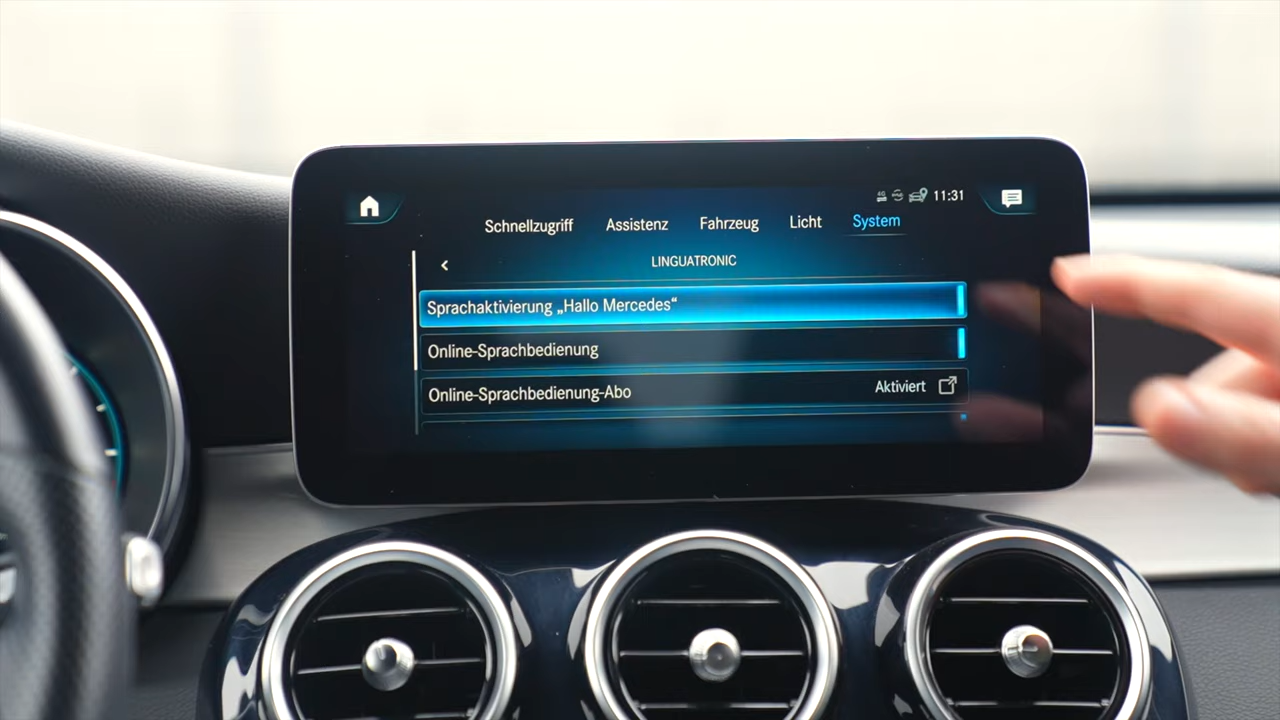 11:31
Schnellzugriff Assistenz Fahrzeug Licht System
LINGUATRONIC
Sprachaktivierung „Hallo Mercedes“
Online-Sprachbedienung
Online-Sprachbedienung-Abo Aktiviert